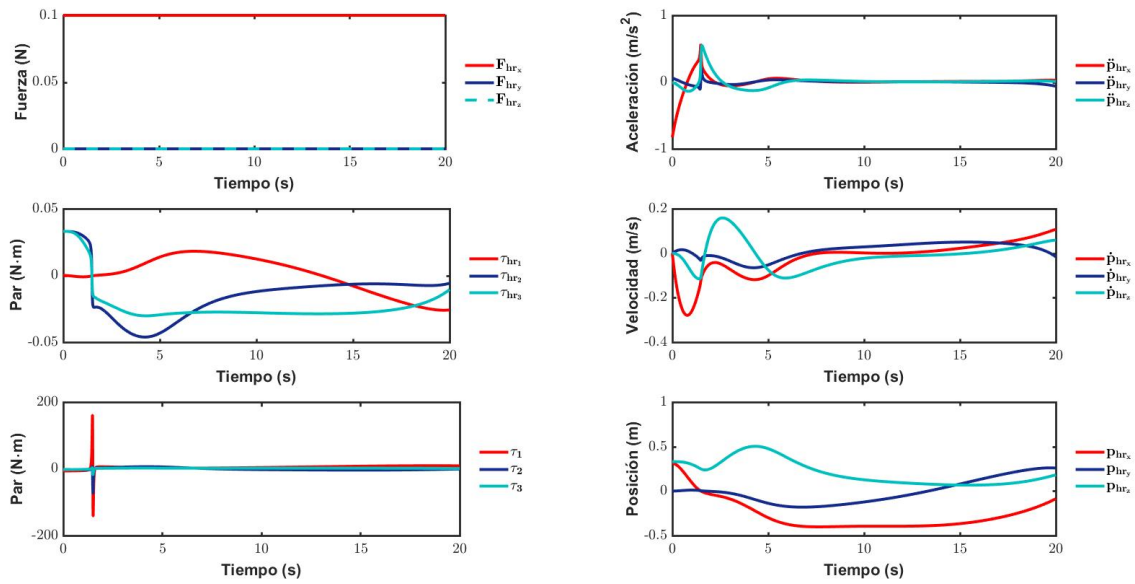 Fuerza (N)
0.1
0.05
0
0 5 10 15 20
Tiempo (s)
F_hr_x
F_hr_y
F_hr_z
Aceleración (m/s²)
1
0
-1
0 5 10 15 20
Tiempo (s)
p̈_hr_x
p̈_hr_y
p̈_hr_z
Par (N·m)
0.05
0
-0.05
0 5 10 15 20
Tiempo (s)
τ_hr_1
τ_hr_2
τ_hr_3
Velocidad (m/s)
0.2
0
-0.2
-0.4
0 5 10 15 20
Tiempo (s)
ṗ_hr_x
ṗ_hr_y
ṗ_hr_z
Par (N·m)
200
0
-200
0 5 10 15 20
Tiempo (s)
τ_1
τ_2
τ_3
Posición (m)
1
0.5
0
-0.5
0 5 10 15 20
Tiempo (s)
p_hr_x
p_hr_y
p_hr_z